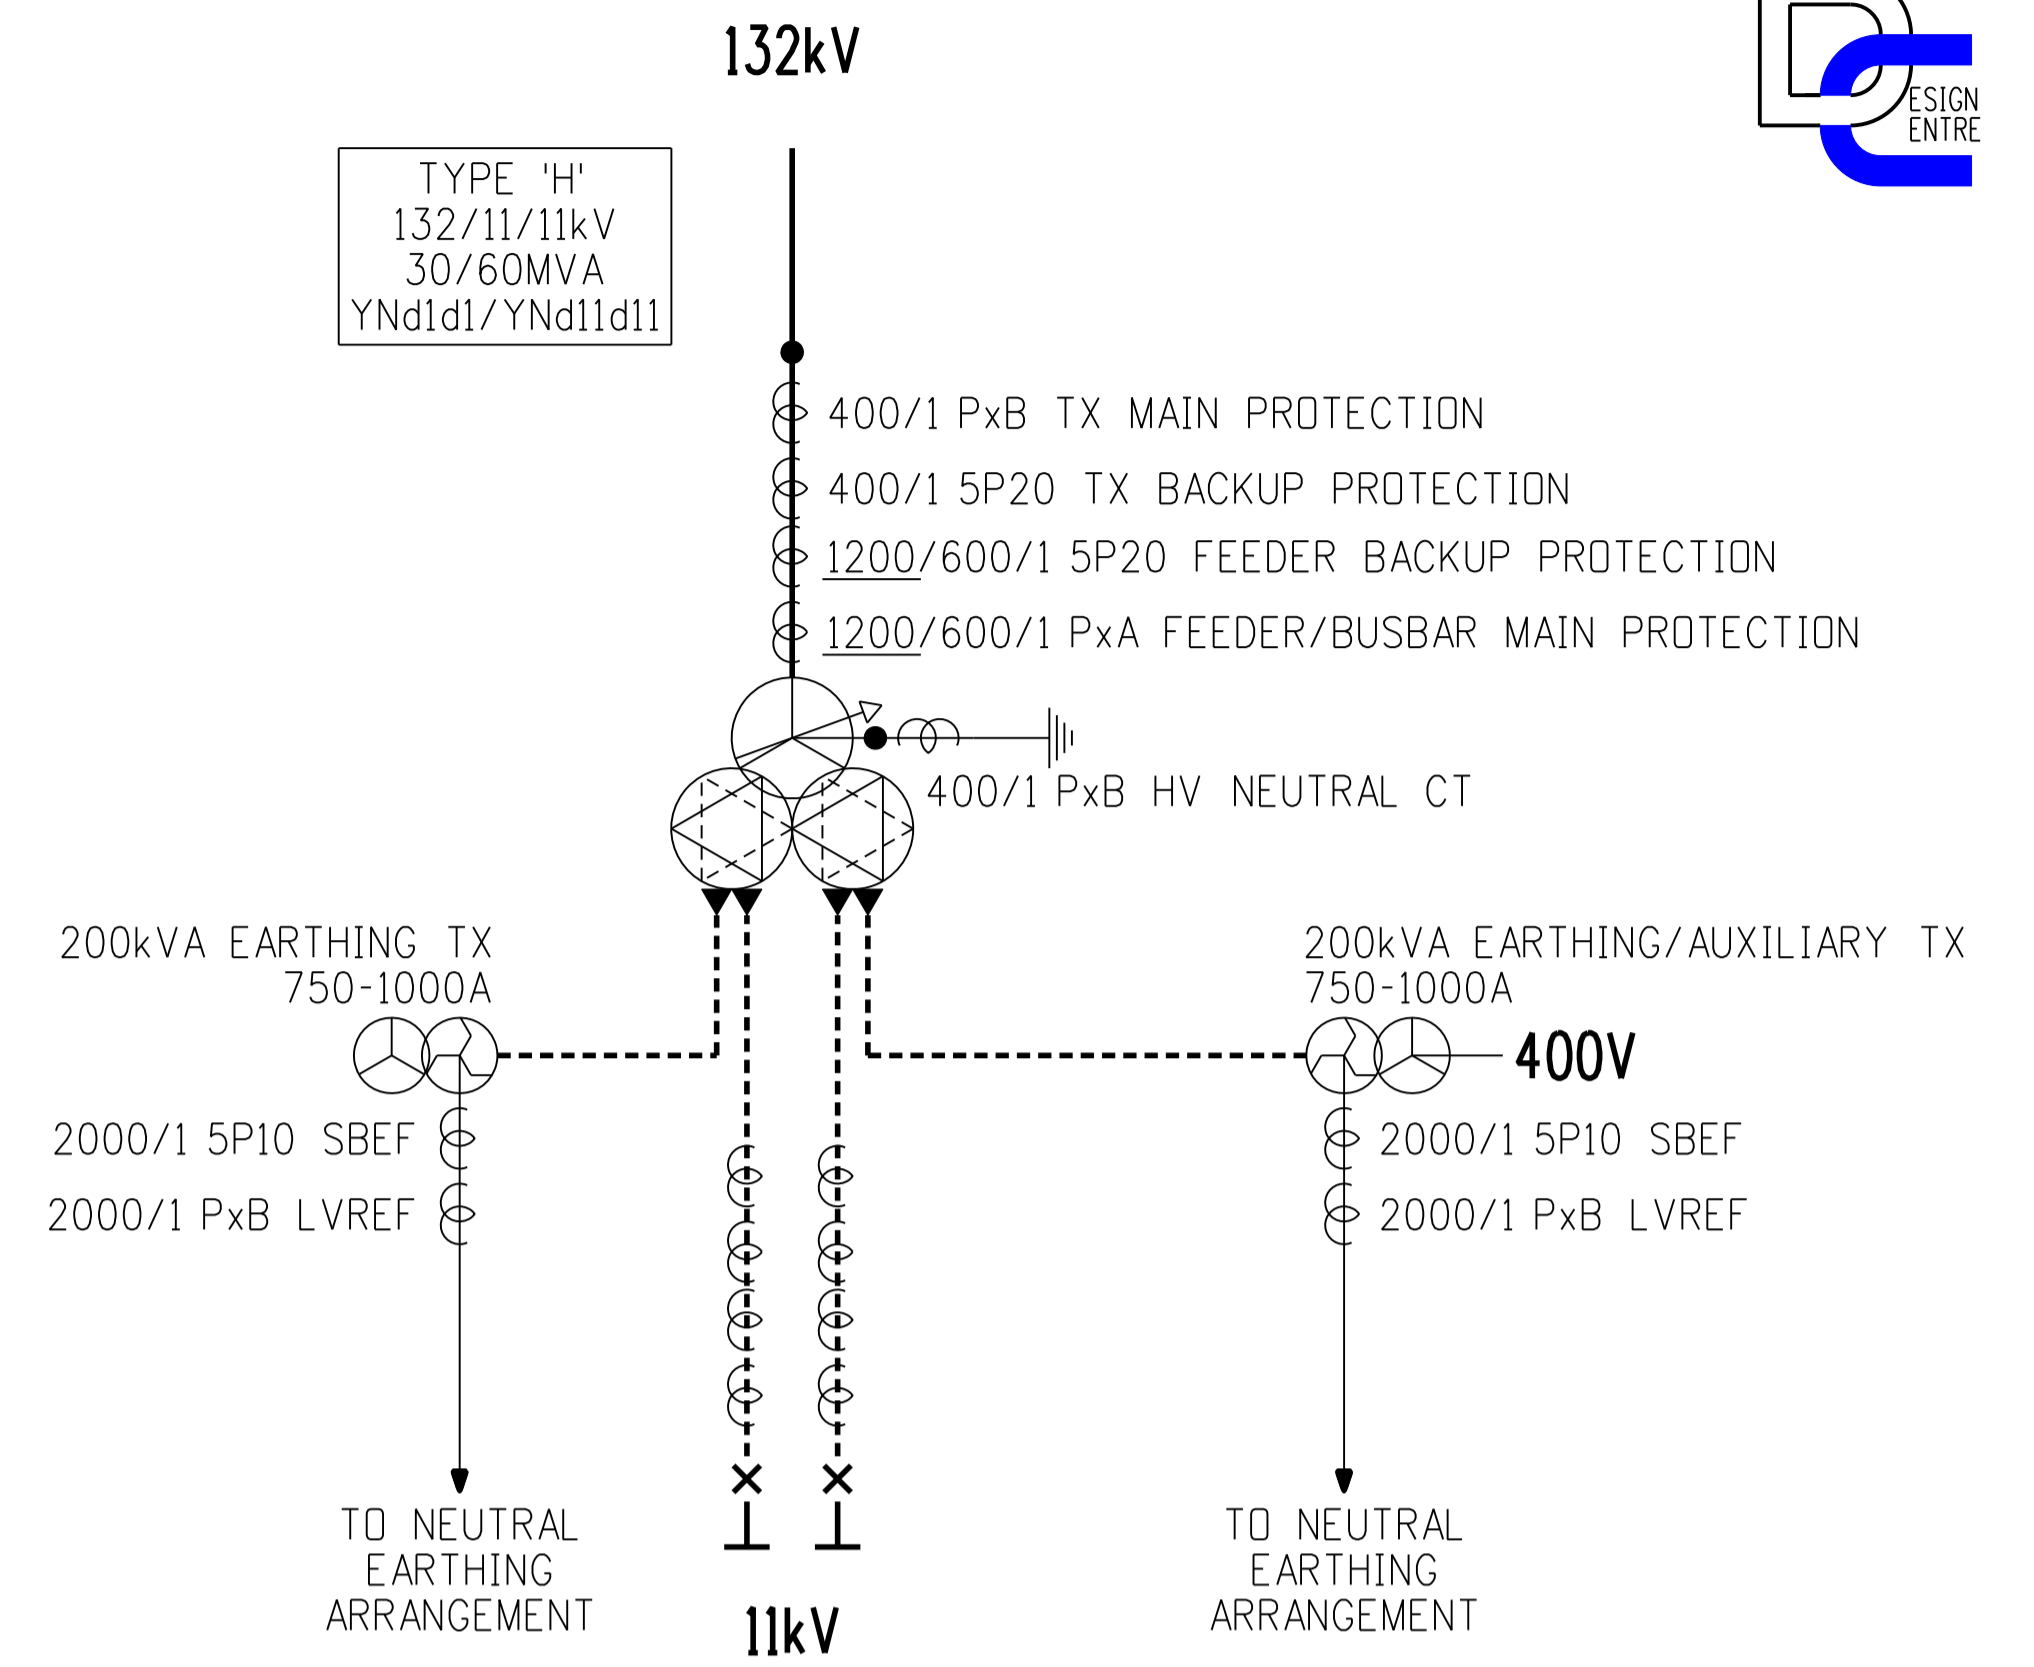 132kV
ESIGN
ENTRE
TYPE 'H'
132/11/11kV
30/60MVA
YNd1d1/YNd11d11
400/1 PxB TX MAIN PROTECTION
400/1 5P20 TX BACKUP PROTECTION
1200/600/1 5P20 FEEDER BACKUP PROTECTION
1200/600/1 PxA FEEDER/BUSBAR MAIN PROTECTION
400/1 PxB HV NEUTRAL CT
200kVA EARTHING TX
750-1000A
200kVA EARTHING/AUXILIARY TX
750-1000A
400V
2000/1 5P10 SBEF
2000/1 PxB LVREF
2000/1 5P10 SBEF
2000/1 PxB LVREF
TO NEUTRAL
EARTHING
ARRANGEMENT
TO NEUTRAL
EARTHING
ARRANGEMENT
11kV